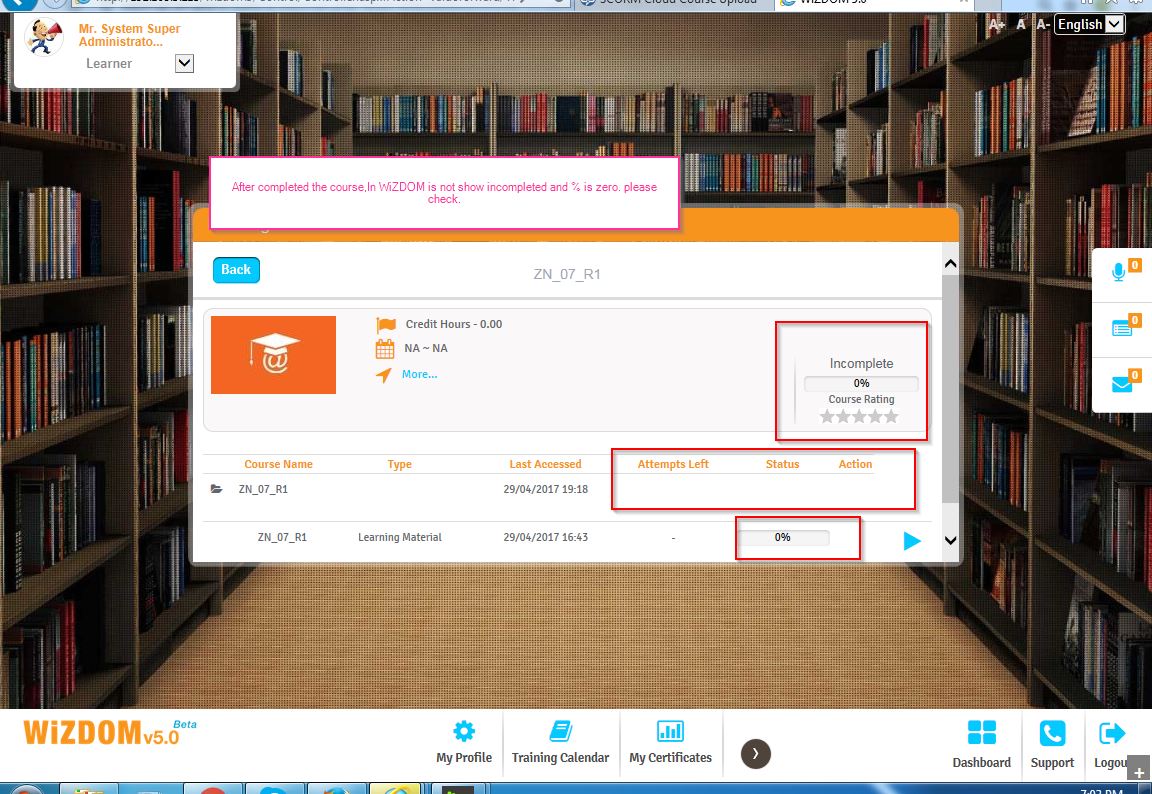 SCORM Cloud Course Upload
WiZDOM 5.0
Mr. System Super
Administrato...
Learner
A+ A A- English
After completed the course,In WiZDOM is not show incompleted and % is zero. please
check.
0
0
0
Back
ZN_07_R1
Credit Hours - 0.00
NA ~ NA
More...
Incomplete
0%
Course Rating
Course Name Type Last Accessed Attempts Left Status Action
ZN_07_R1 29/04/2017 19:18
ZN_07_R1 Learning Material 29/04/2017 16:43 - 0%
WiZDOM v5.0 Beta
My Profile Training Calendar My Certificates Dashboard Support